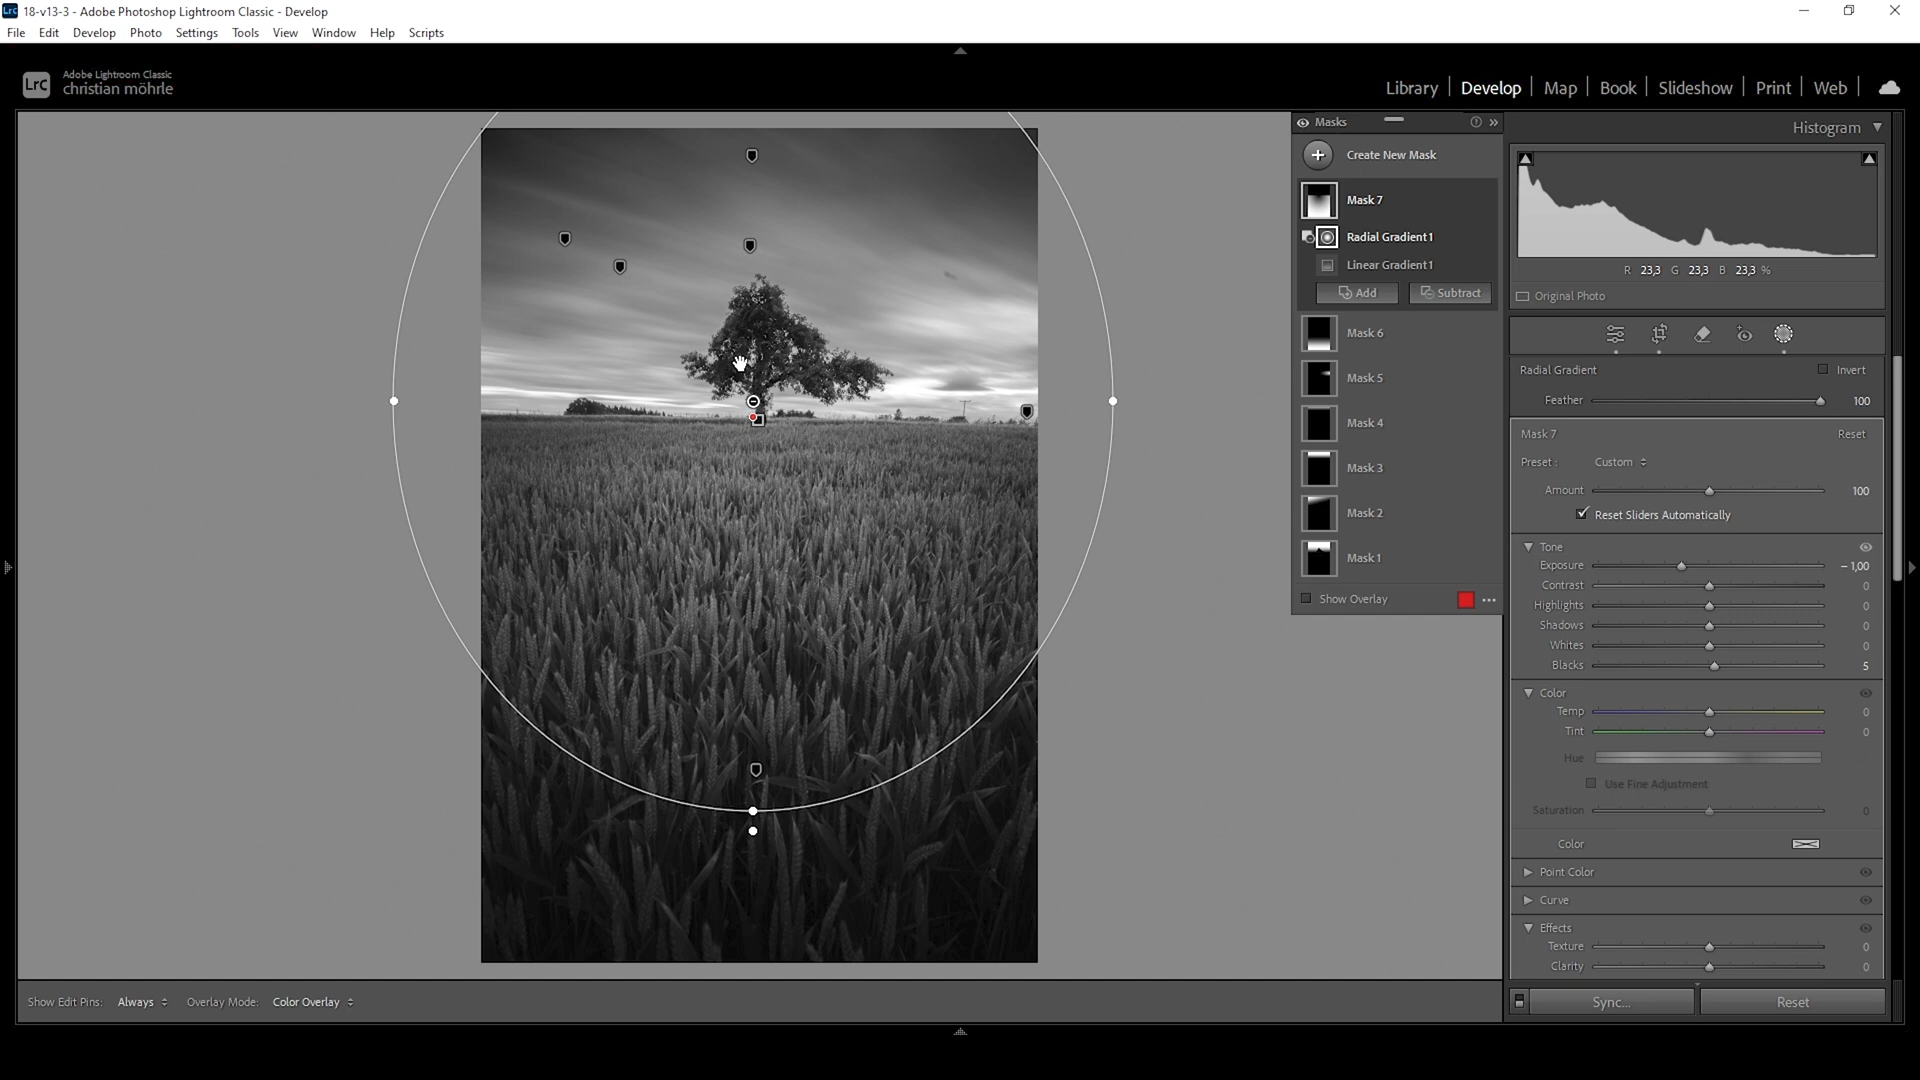 Lrc 18-v13-3 - Adobe Photoshop Lightroom Classic - Develop
File Edit Develop Photo Settings Tools View Window Help Scripts
LrC
Adobe Lightroom Classic
christian möhrle
Library | Develop | Map | Book | Slideshow | Print | Web
Masks
Create New Mask
Mask 7
Radial Gradient 1
Linear Gradient 1
Add Subtract
Mask 6
Mask 5
Mask 4
Mask 3
Mask 2
Mask 1
Show Overlay
Histogram
R 23,3 G 23,3 B 23,3 %
Original Photo
Radial Gradient Invert
Feather 100
Mask 7 Reset
Preset : Custom
Amount 100
Reset Sliders Automatically
Tone
Exposure – 1,00
Contrast 0
Highlights 0
Shadows 0
Whites 0
Blacks 5
Color
Temp 0
Tint 0
Hue
Use Fine Adjustment
Saturation 0
Color
Point Color
Curve
Effects
Texture 0
Clarity 0
Show Edit Pins: Always Overlay Mode: Color Overlay
Sync... Reset